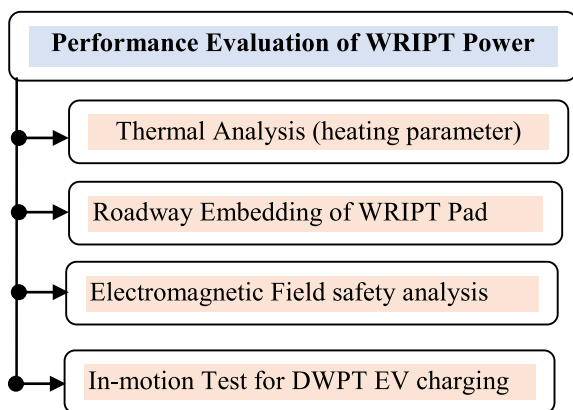 Performance Evaluation of WRIPT Power
Thermal Analysis (heating parameter)
Roadway Embedding of WRIPT Pad
Electromagnetic Field safety analysis
In-motion Test for DWPT EV charging